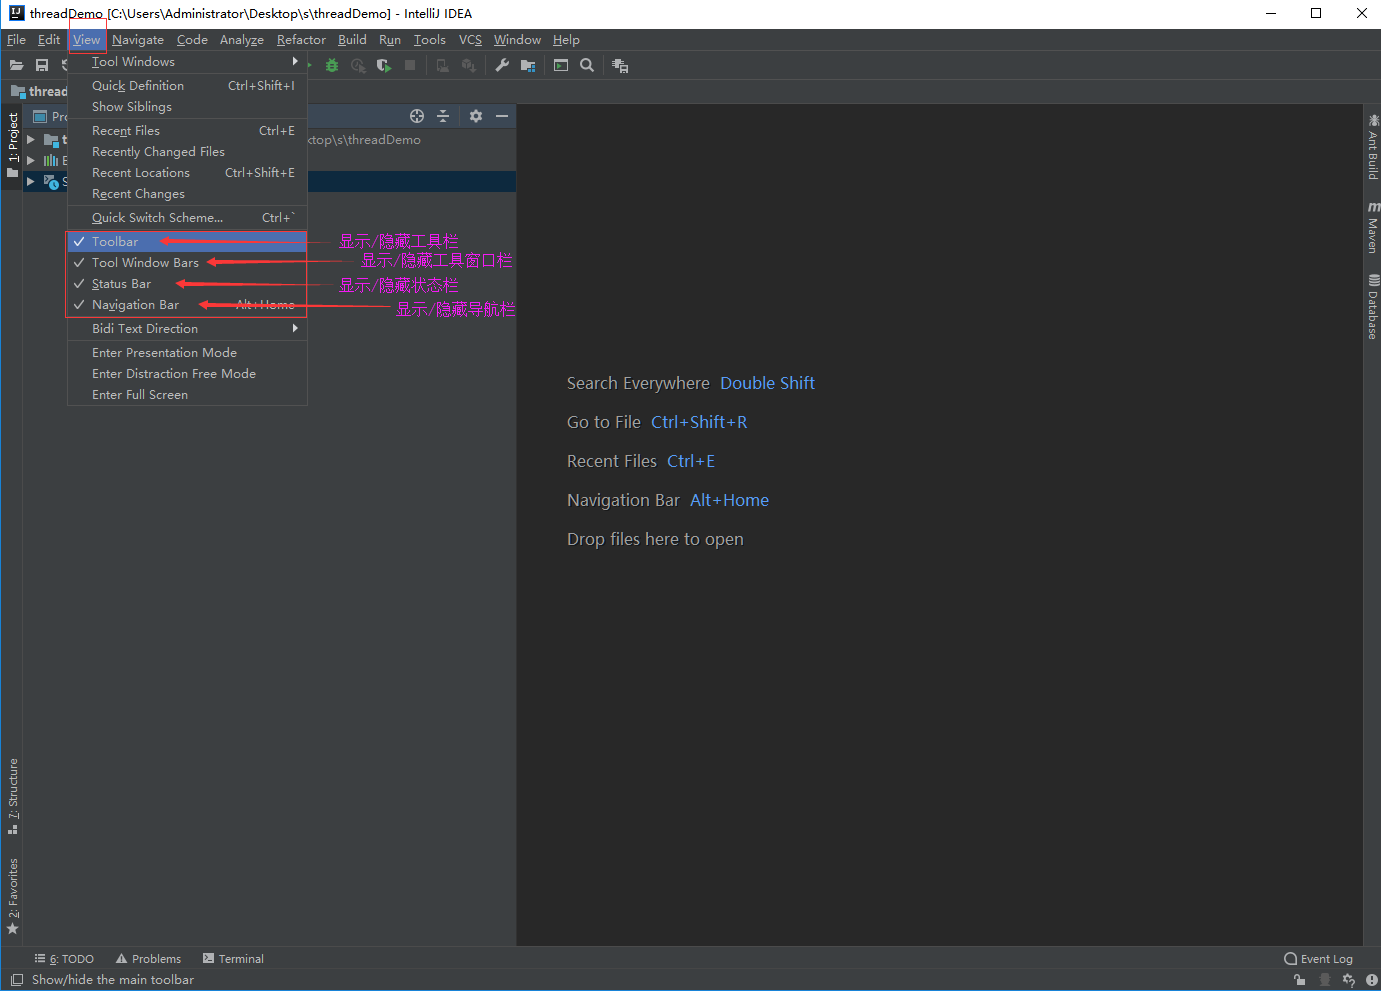 threadDemo [C:\Users\Administrator\Desktop\s\threadDemo] - IntelliJ IDEA
File Edit View Navigate Code Analyze Refactor Build Run Tools VCS Window Help
Tool Windows
thread
Quick Definition Ctrl+Shift+I
Show Siblings
1: Project
Recent Files Ctrl+E
ktop\s\threadDemo
Recently Changed Files
Recent Locations Ctrl+Shift+E
Recent Changes
Quick Switch Scheme... Ctrl+`
Toolbar 显示/隐藏工具栏
Tool Window Bars 显示/隐藏工具窗口栏
Status Bar 显示/隐藏状态栏
Navigation Bar Alt+Home 显示/隐藏导航栏
Bidi Text Direction
Enter Presentation Mode
Enter Distraction Free Mode
Enter Full Screen
Ant Build
Maven
Database
Search Everywhere Double Shift
Go to File Ctrl+Shift+R
Recent Files Ctrl+E
Navigation Bar Alt+Home
Drop files here to open
7: Structure
2: Favorites
6: TODO Problems Terminal Event Log
Show/hide the main toolbar